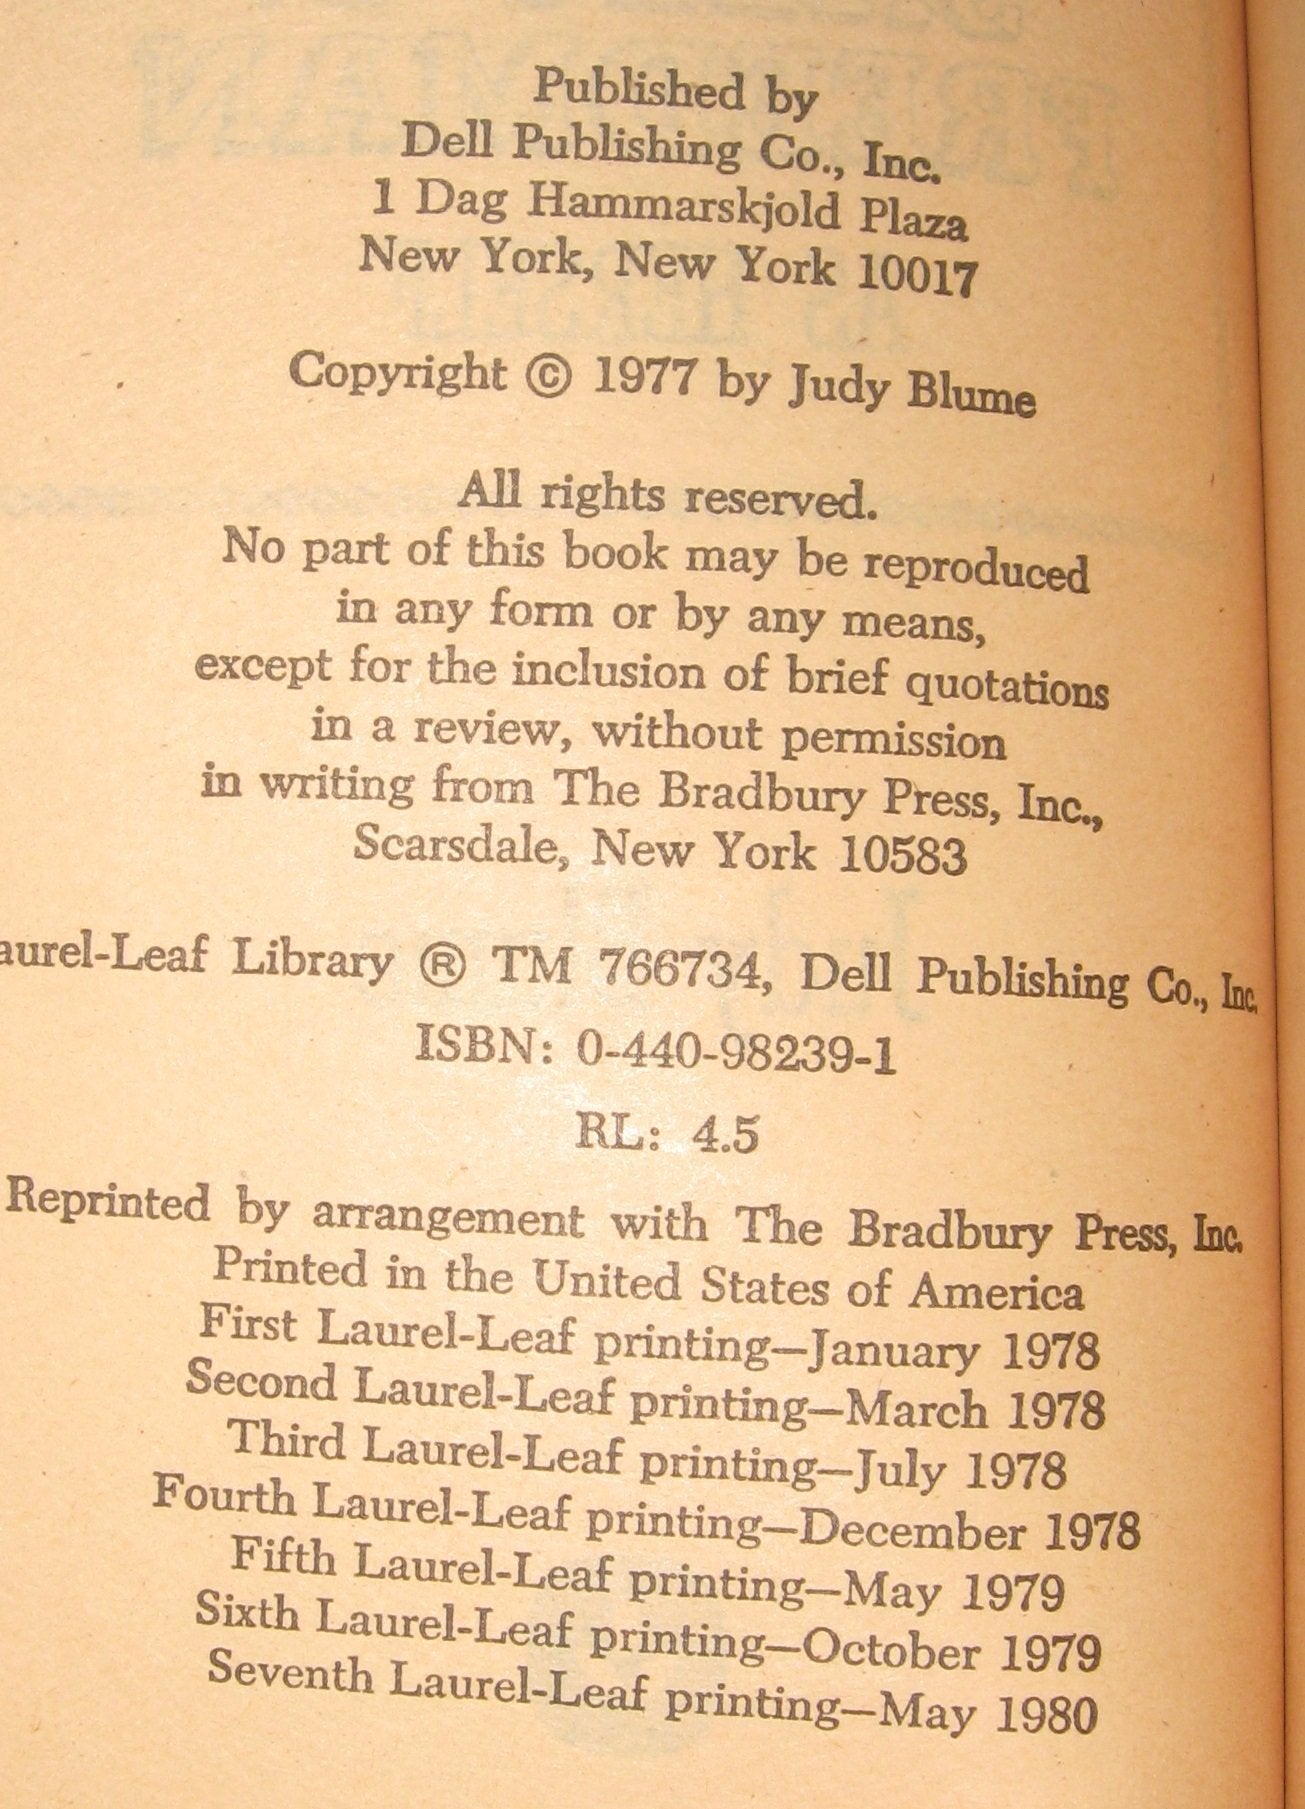 Published by
Dell Publishing Co., Inc.
1 Dag Hammarskjold Plaza
New York, New York 10017
Copyright © 1977 by Judy Blume
All rights reserved.
No part of this book may be reproduced
in any form or by any means,
except for the inclusion of brief quotations
in a review, without permission
in writing from The Bradbury Press, Inc.,
Scarsdale, New York 10583
aurel-Leaf Library ® TM 766734, Dell Publishing Co., Inc.
ISBN: 0-440-98239-1
RL: 4.5
Reprinted by arrangement with The Bradbury Press, Inc.
Printed in the United States of America
First Laurel-Leaf printing—January 1978
Second Laurel-Leaf printing—March 1978
Third Laurel-Leaf printing—July 1978
Fourth Laurel-Leaf printing—December 1978
Fifth Laurel-Leaf printing—May 1979
Sixth Laurel-Leaf printing—October 1979
Seventh Laurel-Leaf printing—May 1980